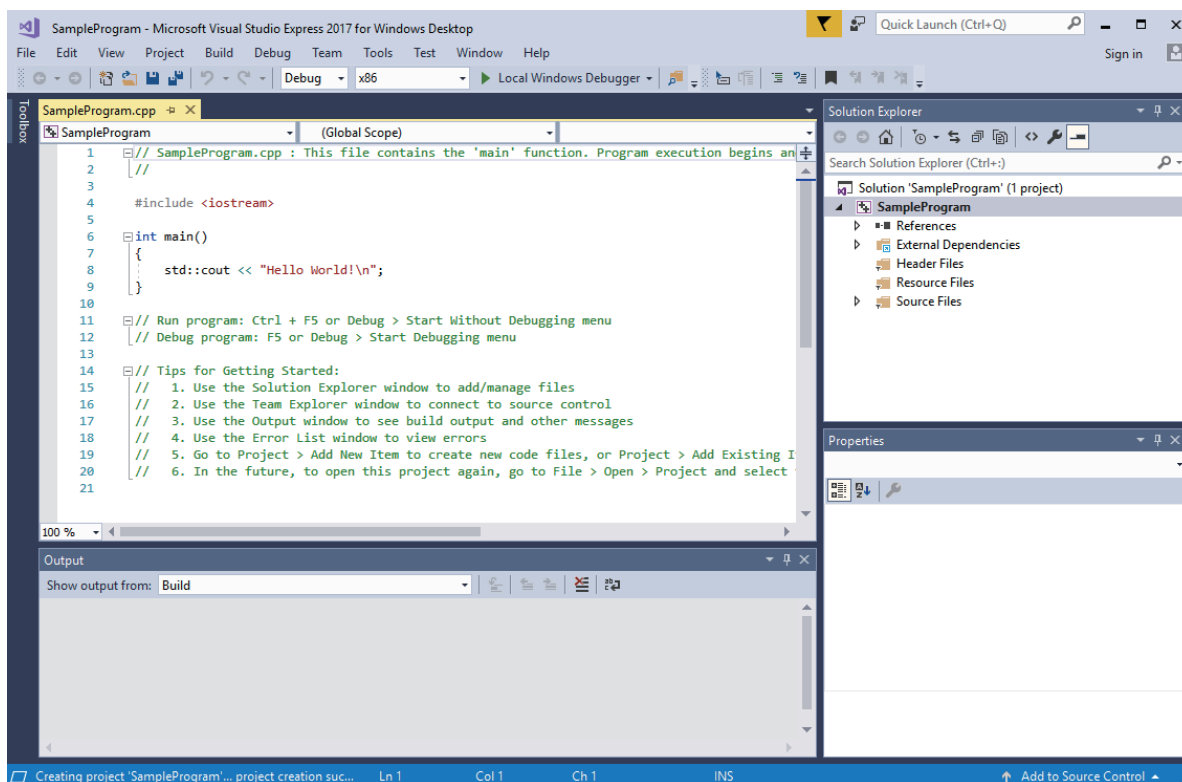 SampleProgram - Microsoft Visual Studio Express 2017 for Windows Desktop
Quick Launch (Ctrl+Q)
File Edit View Project Build Debug Team Tools Test Window Help
Sign in
Debug x86 Local Windows Debugger
Toolbox
SampleProgram.cpp
SampleProgram (Global Scope)
1 // SampleProgram.cpp : This file contains the 'main' function. Program execution begins an
2 //
3
4 #include <iostream>
5
6 int main()
7 {
8 std::cout << "Hello World!\n";
9 }
10
11 // Run program: Ctrl + F5 or Debug > Start Without Debugging menu
12 // Debug program: F5 or Debug > Start Debugging menu
13
14 // Tips for Getting Started:
15 // 1. Use the Solution Explorer window to add/manage files
16 // 2. Use the Team Explorer window to connect to source control
17 // 3. Use the Output window to see build output and other messages
18 // 4. Use the Error List window to view errors
19 // 5. Go to Project > Add New Item to create new code files, or Project > Add Existing I
20 // 6. In the future, to open this project again, go to File > Open > Project and select
21
100 %
Output
Show output from: Build
Solution Explorer
Search Solution Explorer (Ctrl+:)
Solution 'SampleProgram' (1 project)
SampleProgram
References
External Dependencies
Header Files
Resource Files
Source Files
Properties
Creating project 'SampleProgram'... project creation suc... Ln 1 Col 1 Ch 1 INS Add to Source Control